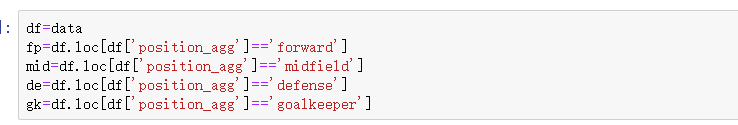 ]:
df=data
fp=df.loc[df['position_agg']=='forward']
mid=df.loc[df['position_agg']=='midfield']
de=df.loc[df['position_agg']=='defense']
gk=df.loc[df['position_agg']=='goalkeeper']